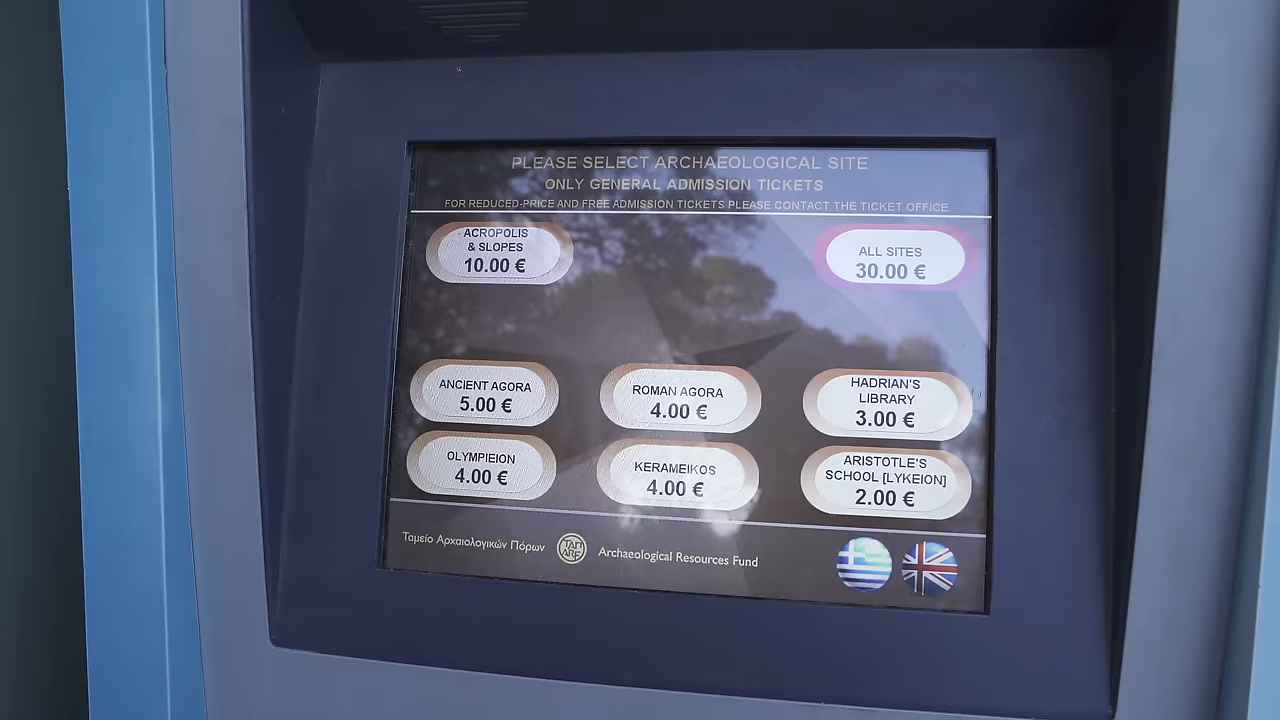 PLEASE SELECT ARCHAEOLOGICAL SITE
ONLY GENERAL ADMISSION TICKETS
FOR REDUCED-PRICE AND FREE ADMISSION TICKETS PLEASE CONTACT THE TICKET OFFICE
ACROPOLIS
& SLOPES
10.00 €
ALL SITES
30.00 €
ANCIENT AGORA
5.00 €
ROMAN AGORA
4.00 €
HADRIAN'S
LIBRARY
3.00 €
OLYMPIEION
4.00 €
KERAMEIKOS
4.00 €
ARISTOTLE'S
SCHOOL [LYKEION]
2.00 €
Ταμείο Αρχαιολογικών Πόρων
ΤΑΠ
ARF
Archaeological Resources Fund